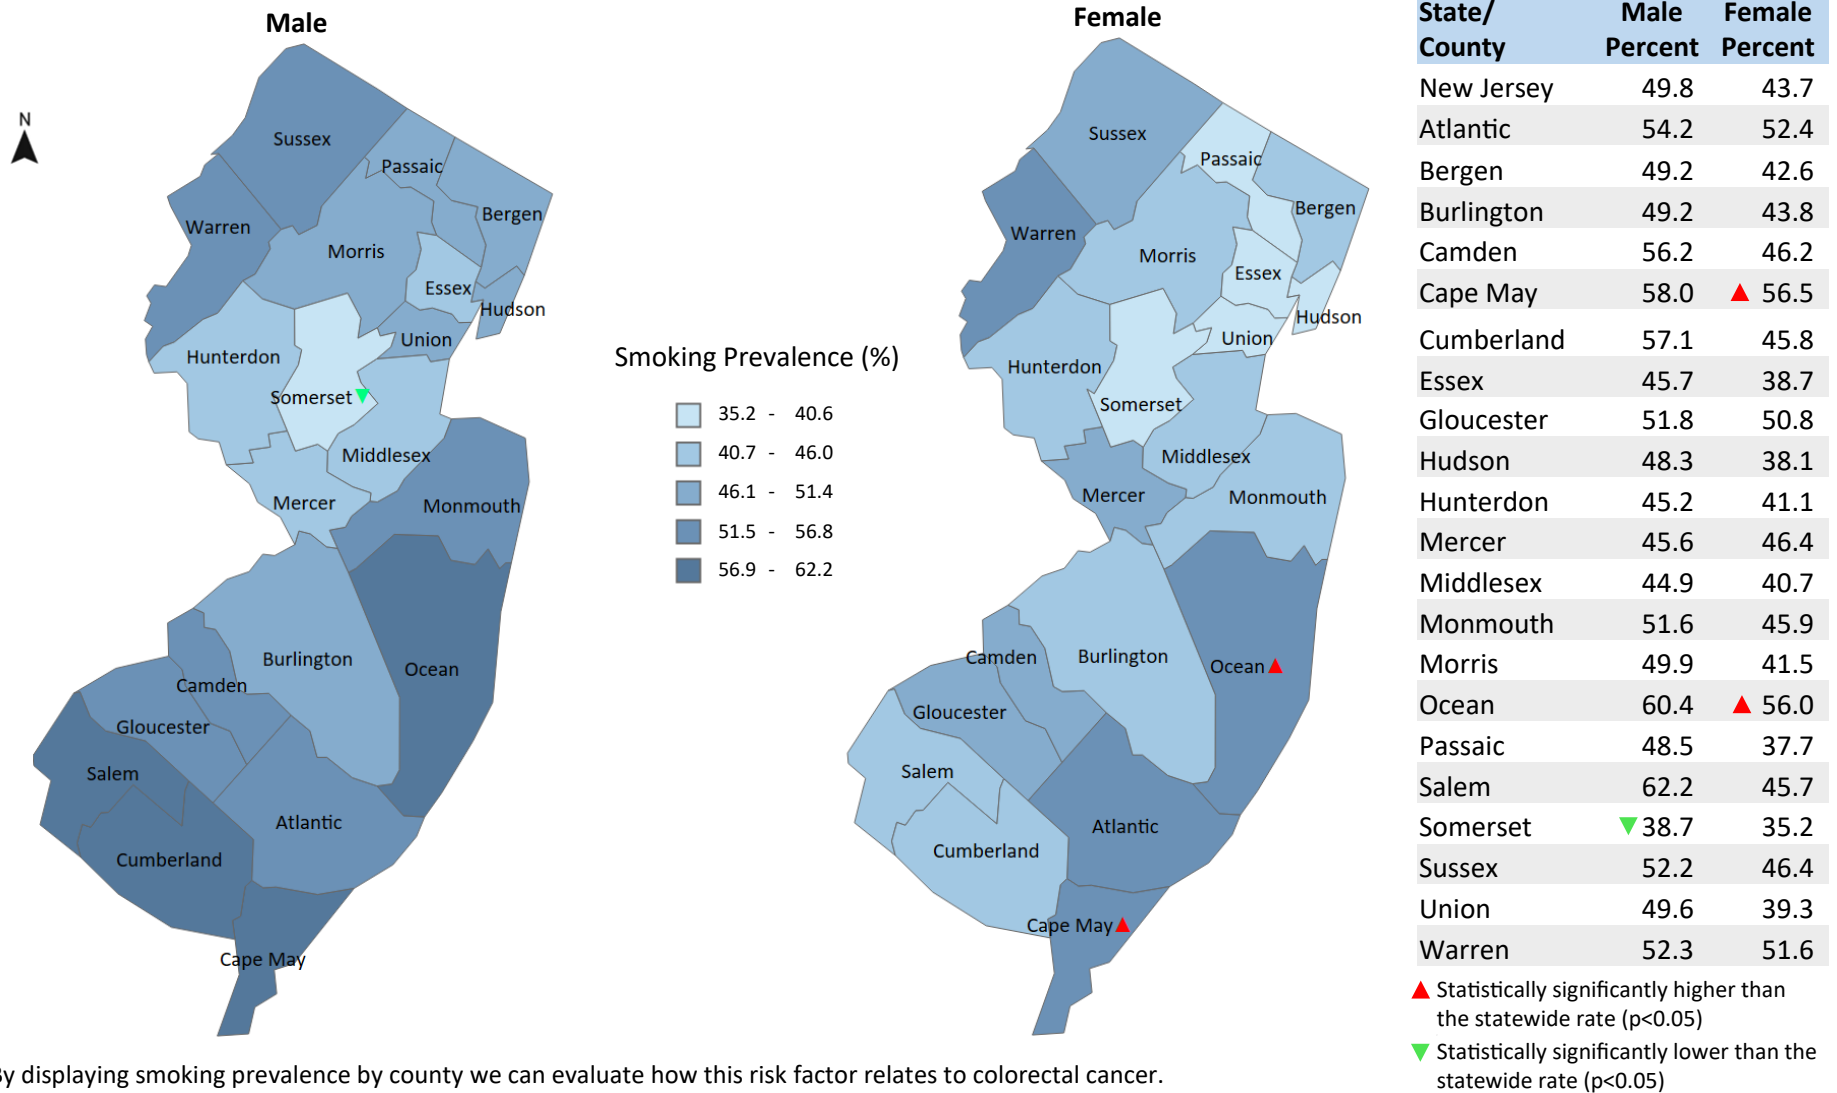 Male
N
Sussex
Passaic
Bergen
Warren
Morris
Essex
Hudson
Union
Hunterdon
Somerset
Middlesex
Mercer
Monmouth
Burlington
Ocean
Camden
Gloucester
Salem
Atlantic
Cumberland
Cape May
Smoking Prevalence (%)
35.2 - 40.6
40.7 - 46.0
46.1 - 51.4
51.5 - 56.8
56.9 - 62.2
Female
Sussex
Passaic
Bergen
Warren
Morris
Essex
Hudson
Union
Hunterdon
Somerset
Middlesex
Mercer
Monmouth
Burlington
Camden
Ocean
Gloucester
Salem
Atlantic
Cumberland
Cape May
State/ Male Female
County Percent Percent
New Jersey 49.8 43.7
Atlantic 54.2 52.4
Bergen 49.2 42.6
Burlington 49.2 43.8
Camden 56.2 46.2
Cape May 58.0 ▲ 56.5
Cumberland 57.1 45.8
Essex 45.7 38.7
Gloucester 51.8 50.8
Hudson 48.3 38.1
Hunterdon 45.2 41.1
Mercer 45.6 46.4
Middlesex 44.9 40.7
Monmouth 51.6 45.9
Morris 49.9 41.5
Ocean 60.4 ▲ 56.0
Passaic 48.5 37.7
Salem 62.2 45.7
Somerset ▼ 38.7 35.2
Sussex 52.2 46.4
Union 49.6 39.3
Warren 52.3 51.6
▲ Statistically significantly higher than
the statewide rate (p<0.05)
▼ Statistically significantly lower than the
statewide rate (p<0.05)
By displaying smoking prevalence by county we can evaluate how this risk factor relates to colorectal cancer.